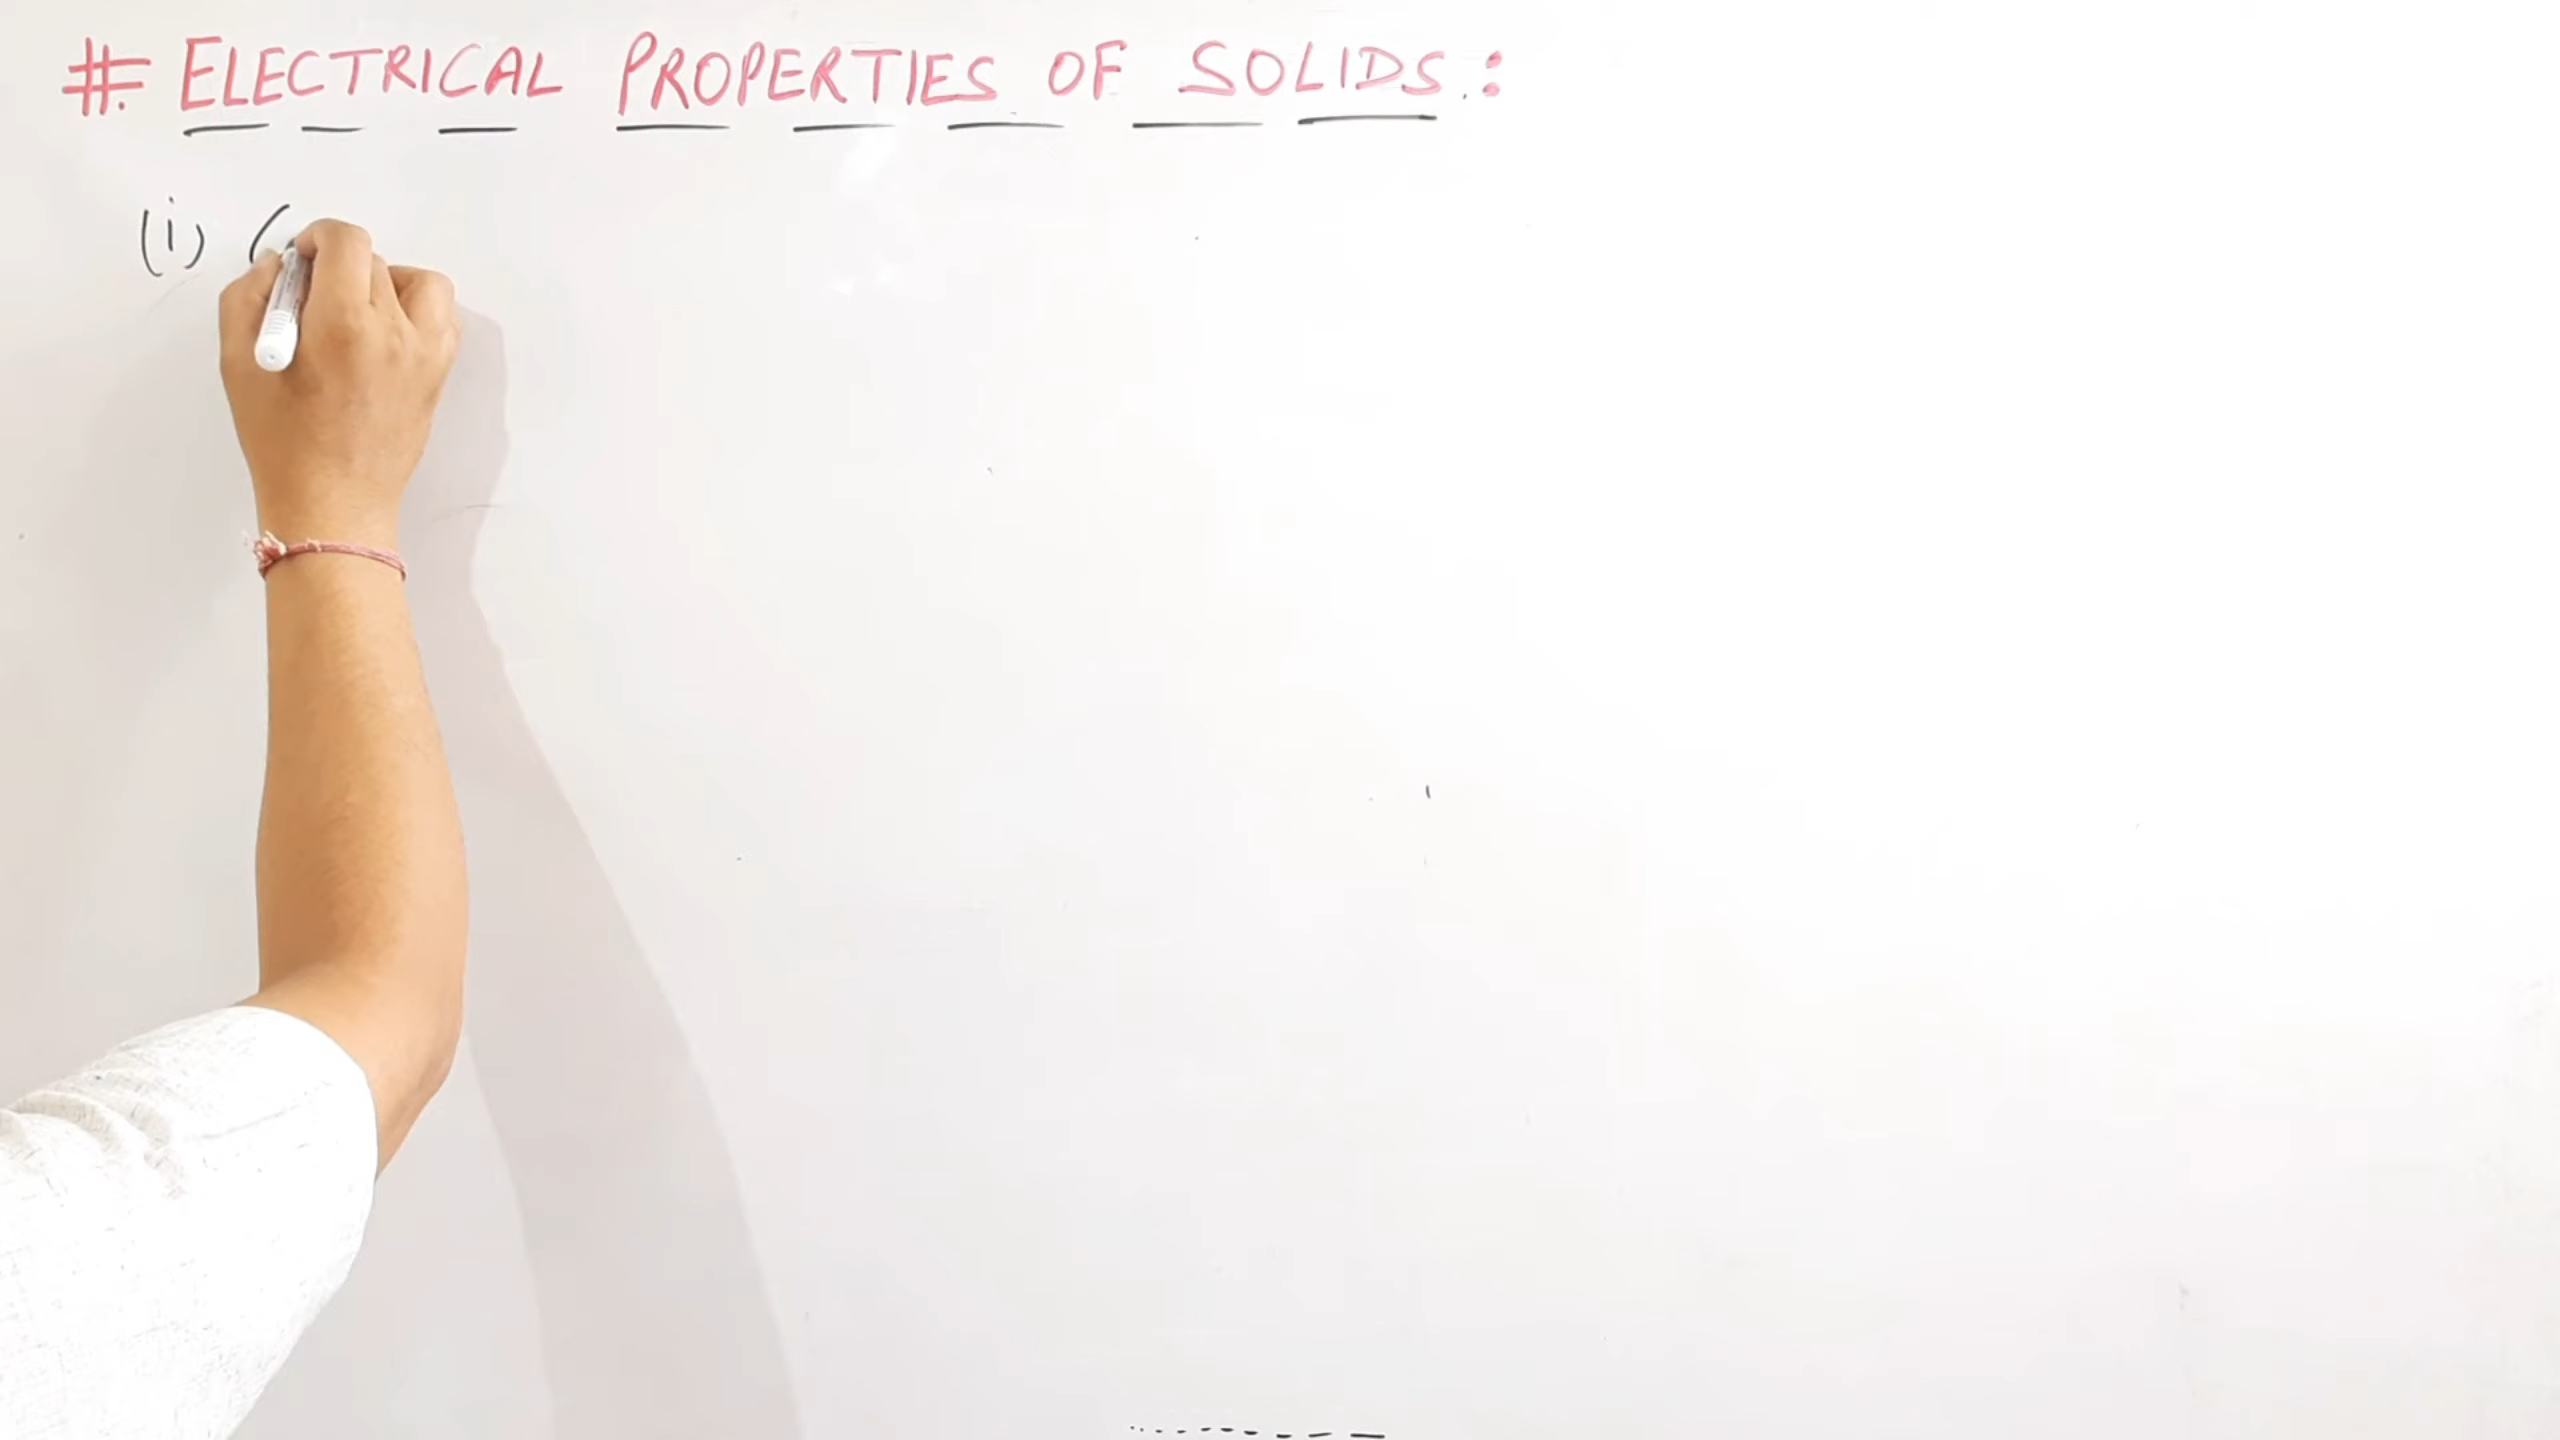 # ELECTRICAL PROPERTIES OF SOLIDS :
(i)